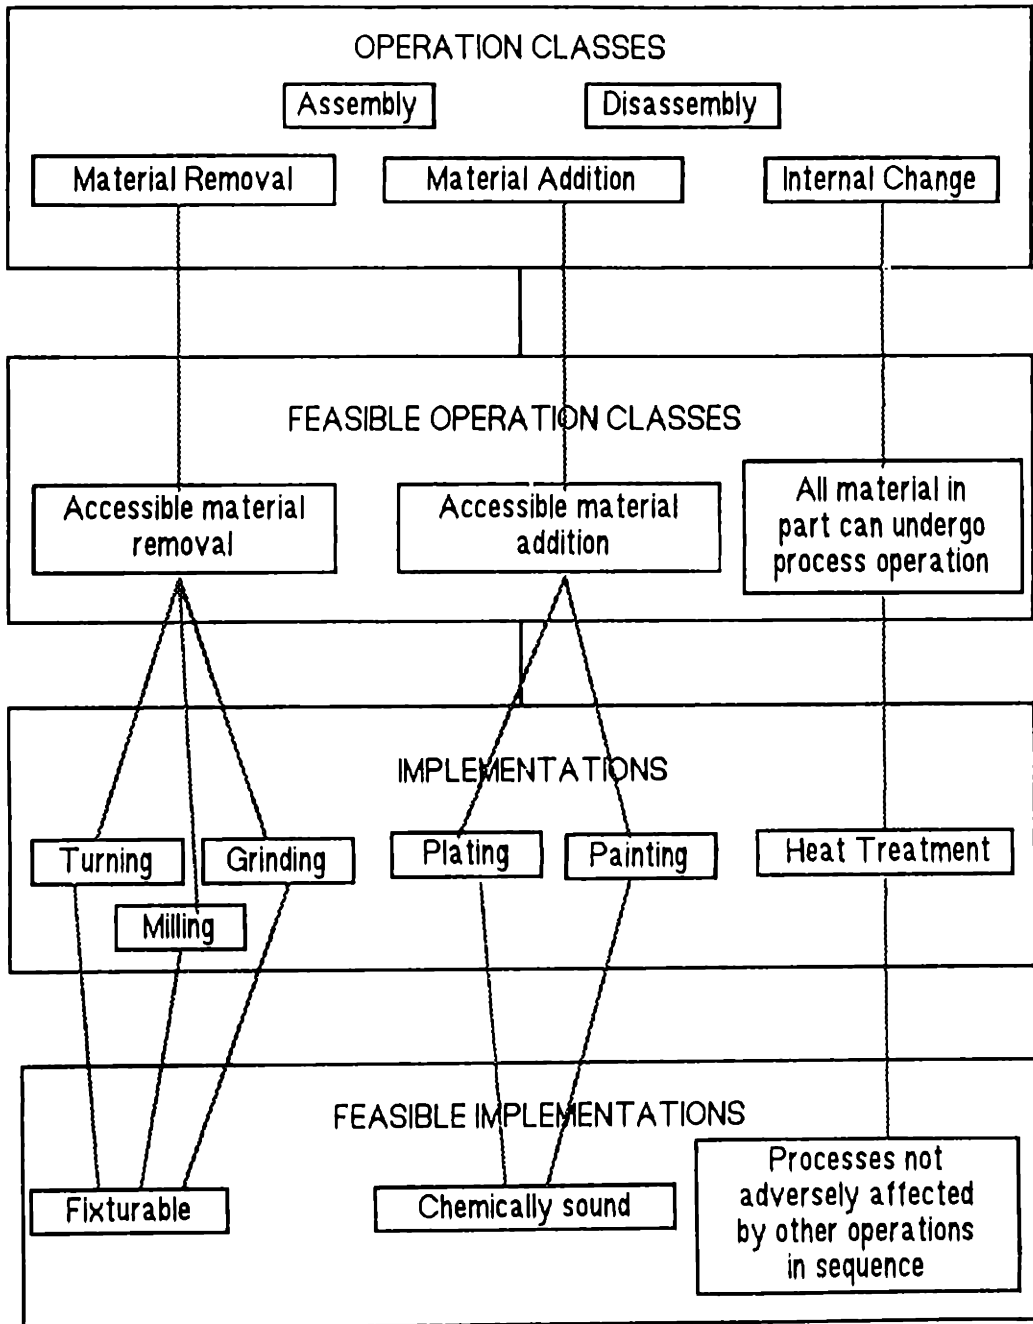 OPERATION CLASSES
Assembly
Disassembly
Material Removal
Material Addition
Internal Change
FEASIBLE OPERATION CLASSES
Accessible material
removal
Accessible material
addition
All material in
part can undergo
process operation
IMPLEMENTATIONS
Turning
Grinding
Plating
Painting
Heat Treatment
Milling
FEASIBLE IMPLEMENTATIONS
Fixturable
Chemically sound
Processes not
adversely affected
by other operations
in sequence